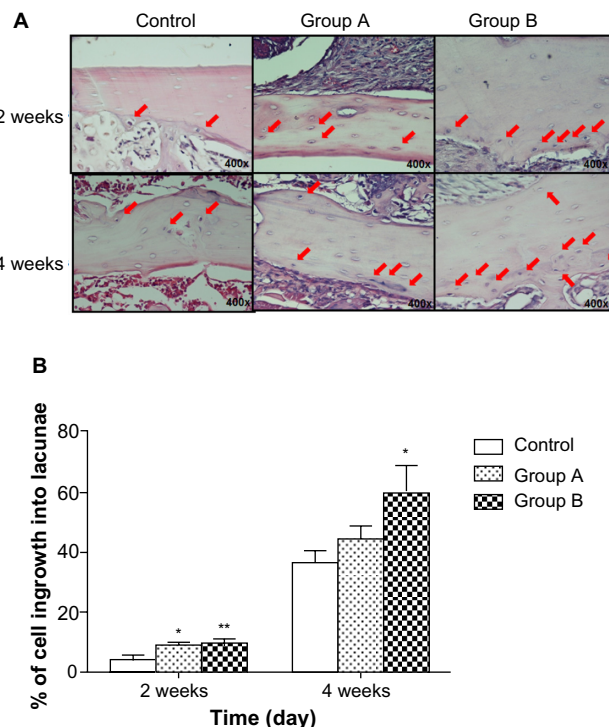 A
Control
Group A
Group B
2 weeks
400x
400x
400x
4 weeks
400x
400x
400x
B
% of cell ingrowth into lacunae
80
60
40
20
0
*
**
*
2 weeks
4 weeks
Time (day)
Control
Group A
Group B